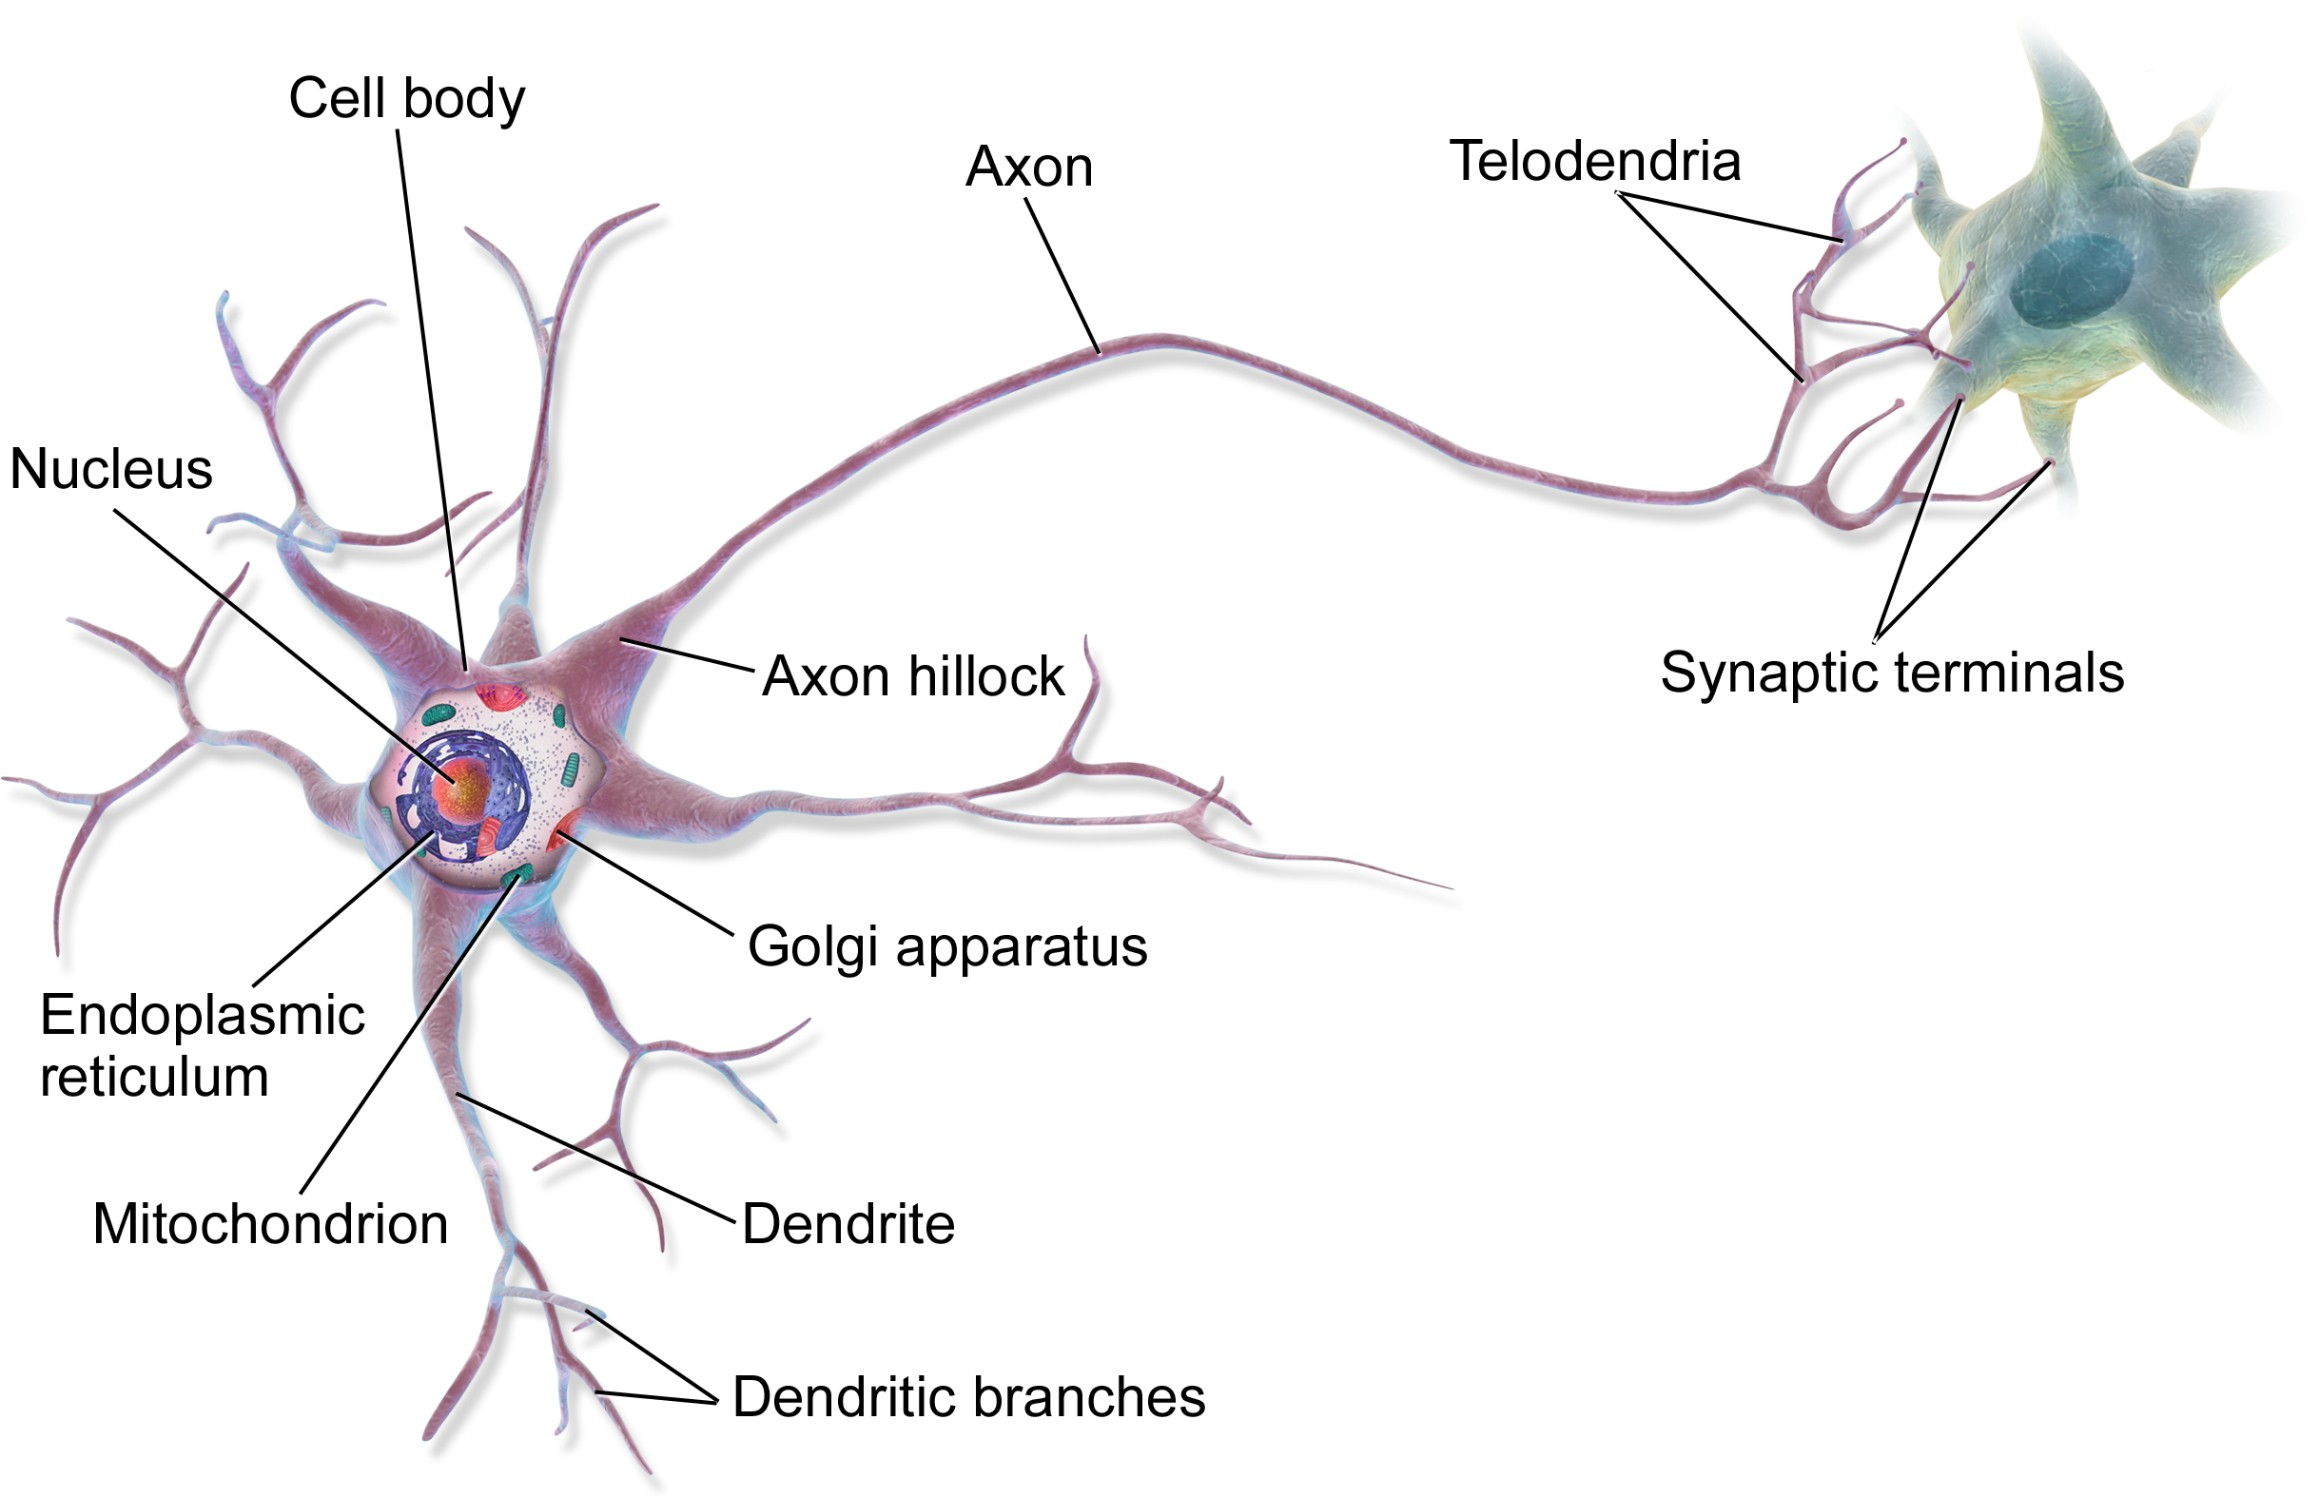 Cell body
Axon
Telodendria
Nucleus
Axon hillock
Synaptic terminals
Golgi apparatus
Endoplasmic
reticulum
Mitochondrion
Dendrite
Dendritic branches